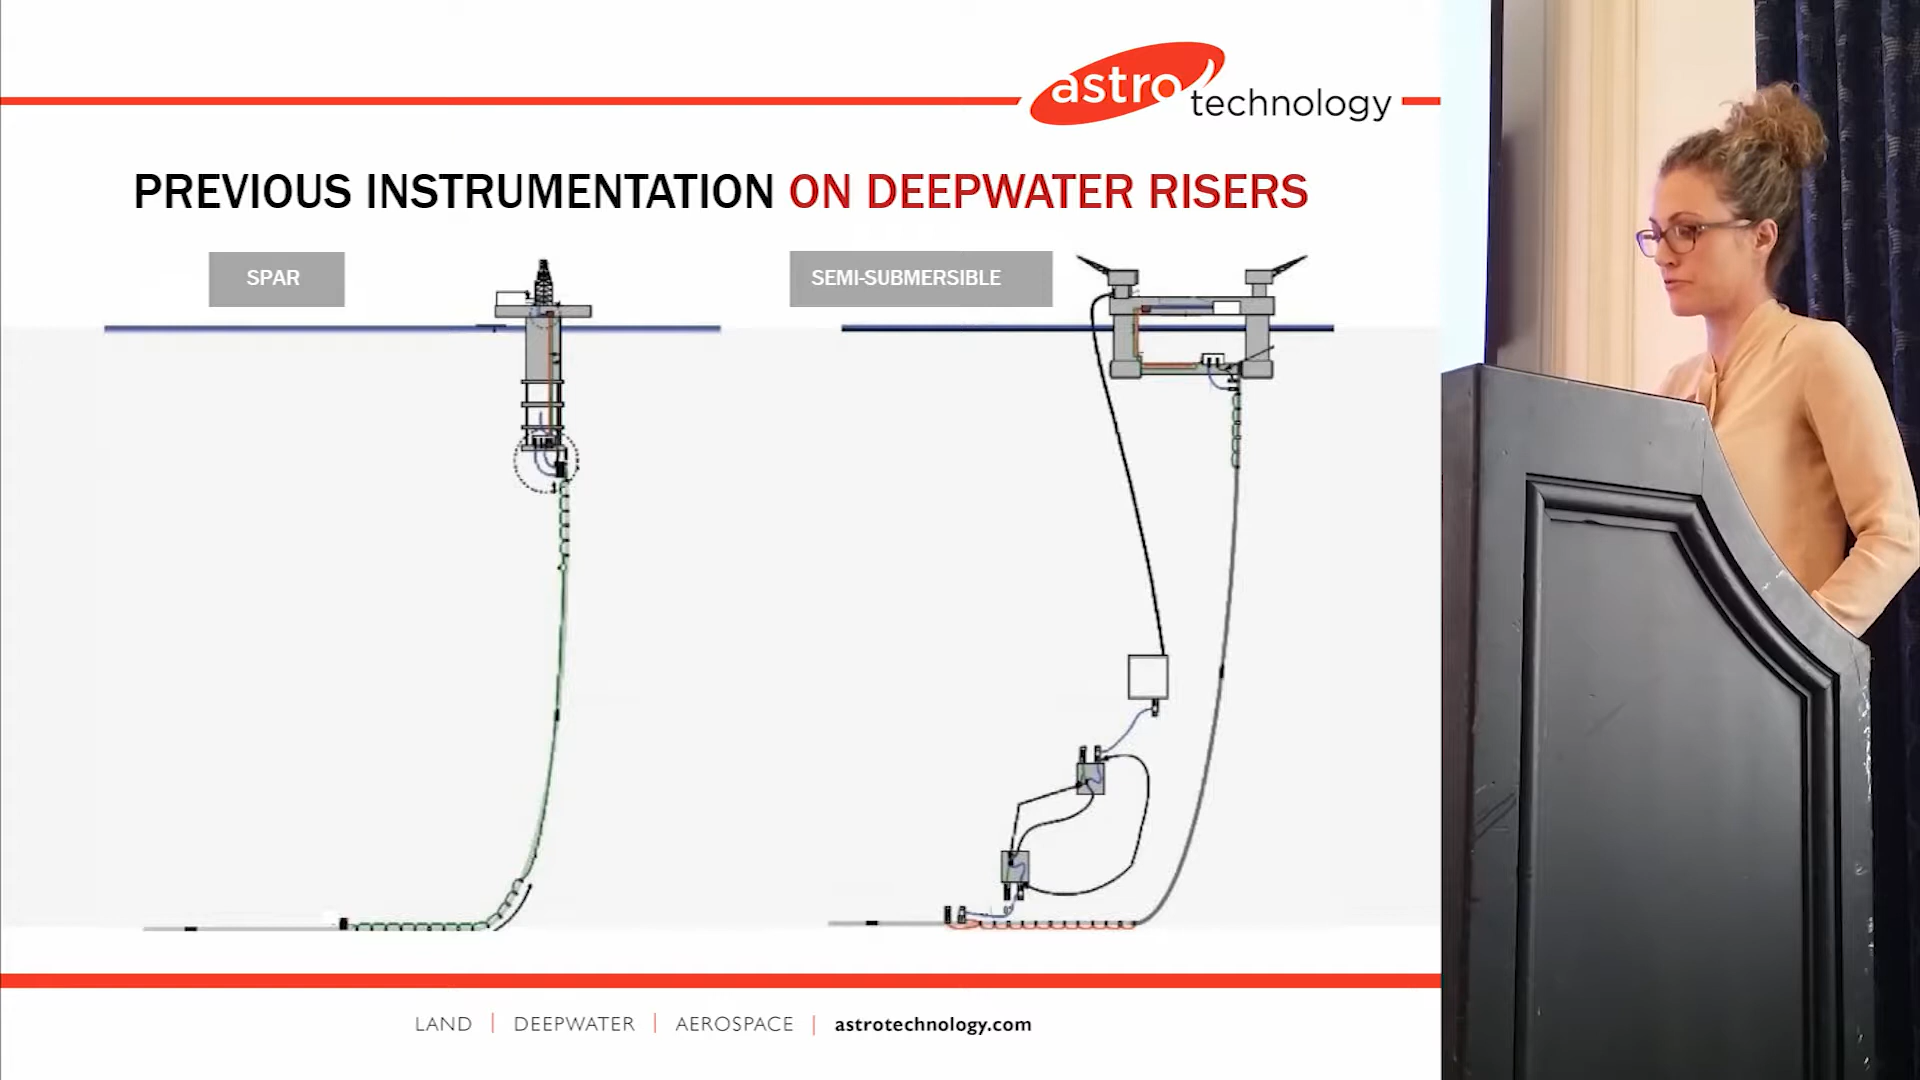 astro
technology
PREVIOUS INSTRUMENTATION ON DEEPWATER RISERS
SPAR
SEMI-SUBMERSIBLE
LAND | DEEPWATER | AEROSPACE | astrotechnology.com